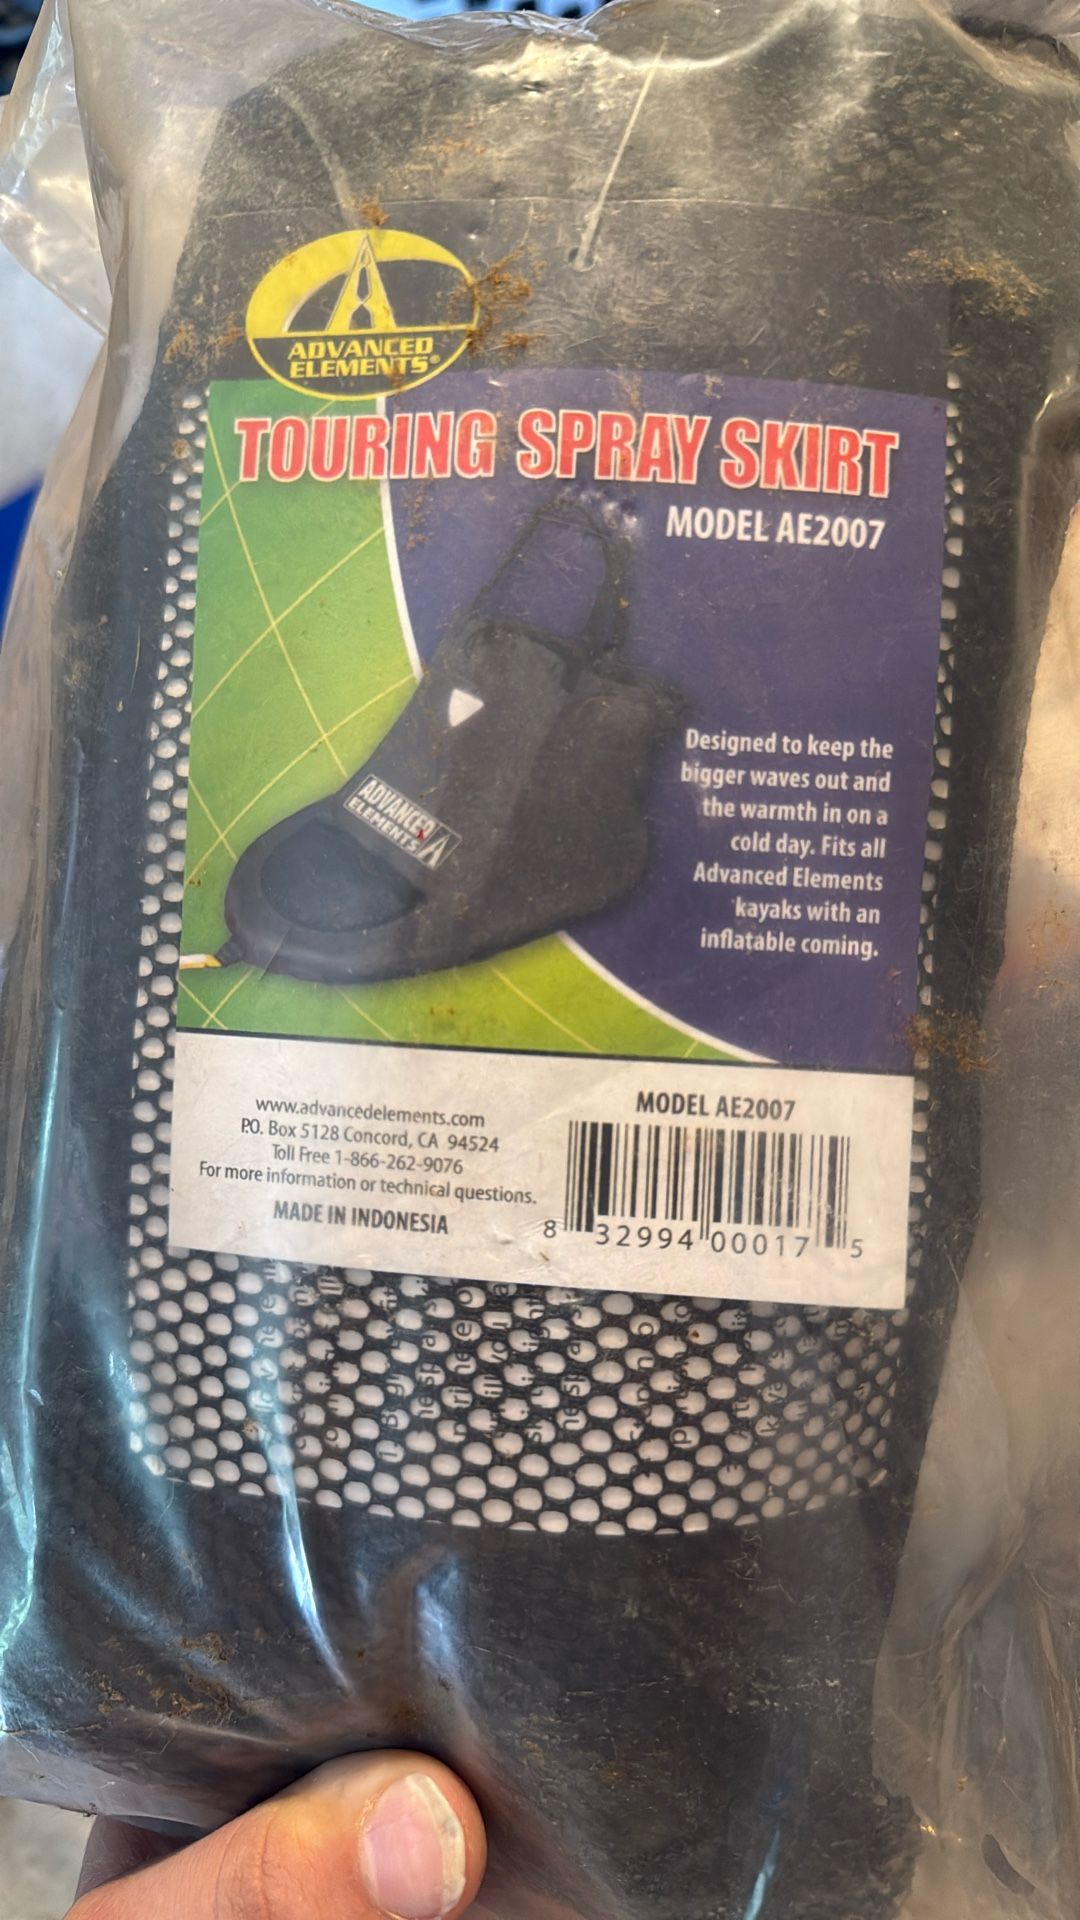 ADVANCED
ELEMENTS®
TOURING SPRAY SKIRT
MODEL AE2007
ADVANCED
ELEMENTS
Designed to keep the
bigger waves out and
the warmth in on a
cold day. Fits all
Advanced Elements
kayaks with an
inflatable coming.
www.advancedelements.com
P.O. Box 5128 Concord, CA 94524
Toll Free 1-866-262-9076
For more information or technical questions.
MADE IN INDONESIA
MODEL AE2007
8 32994 00017 5